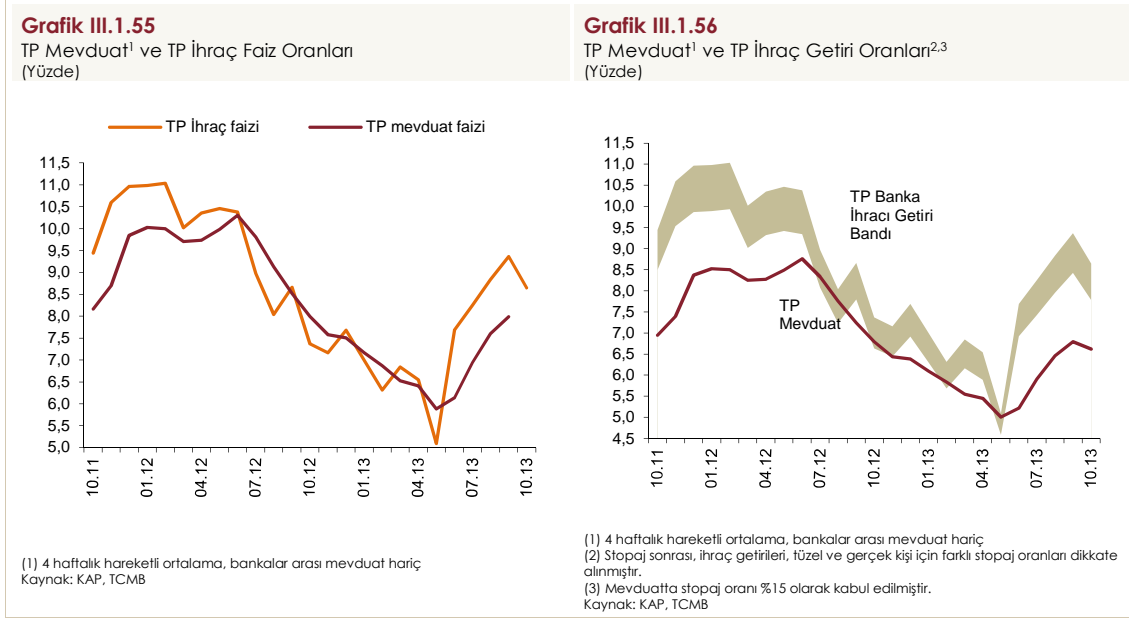 Grafik III.1.55
TP Mevduat¹ ve TP İhraç Faiz Oranları
(Yüzde)
TP İhraç faizi
TP mevduat faizi
11,5
11,0
10,5
10,0
9,5
9,0
8,5
8,0
7,5
7,0
6,5
6,0
5,5
5,0
10.11
01.12
04.12
07.12
10.12
01.13
04.13
07.13
10.13
(1) 4 haftalık hareketli ortalama, bankalar arası mevduat hariç
Kaynak: KAP, TCMB
Grafik III.1.56
TP Mevduat¹ ve TP İhraç Getiri Oranları²,³
(Yüzde)
11,5
11,0
10,5
10,0
9,5
9,0
8,5
8,0
7,5
7,0
6,5
6,0
5,5
5,0
4,5
TP Banka
İhracı Getiri
Bandı
TP
Mevduat
10.11
01.12
04.12
07.12
10.12
01.13
04.13
07.13
10.13
(1) 4 haftalık hareketli ortalama, bankalar arası mevduat hariç
(2) Stopaj sonrası, ihraç getirileri, tüzel ve gerçek kişi için farklı stopaj oranları dikkate
alınmıştır.
(3) Mevduatta stopaj oranı %15 olarak kabul edilmiştir.
Kaynak: KAP, TCMB